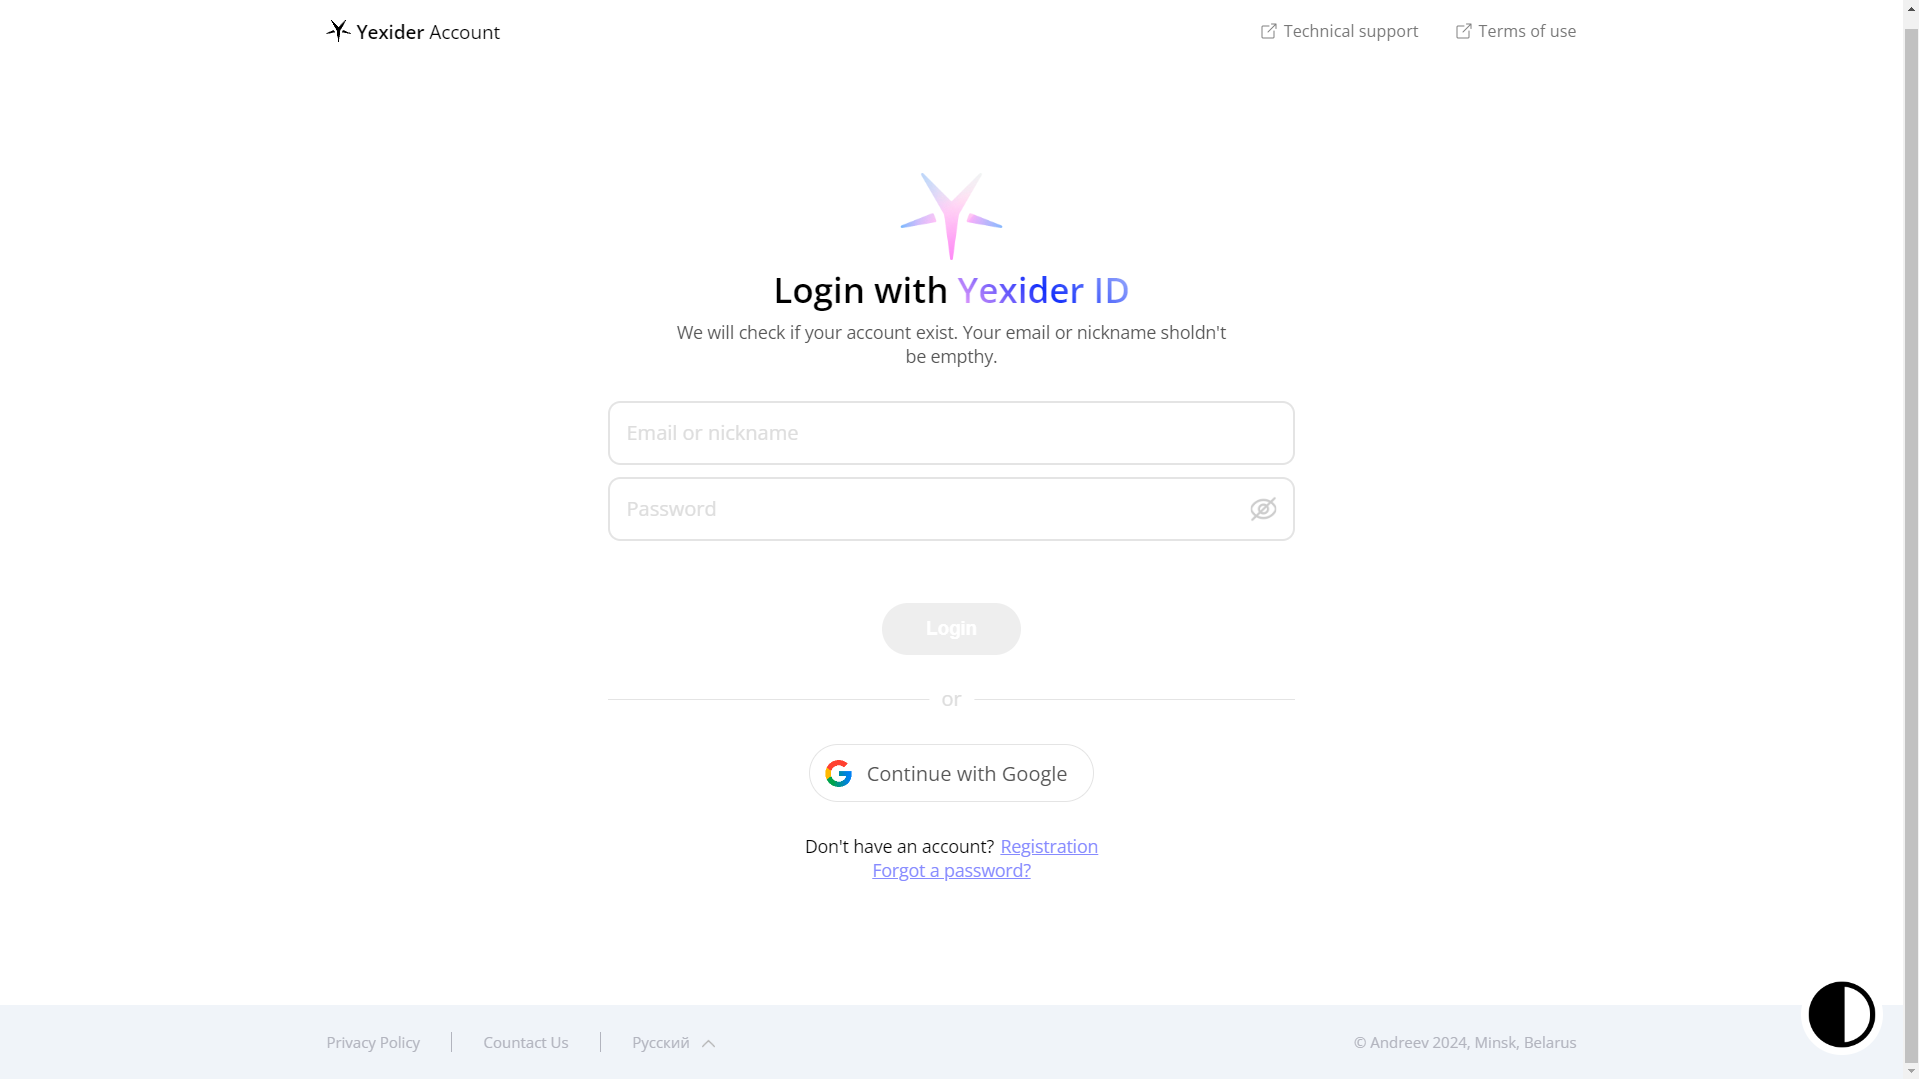 Yexider Account
Technical support
Terms of use
Login with Yexider ID
We will check if your account exist. Your email or nickname sholdn't
be empthy.
Email or nickname
Password
Login
or
Continue with Google
Don't have an account? Registration
Forgot a password?
Privacy Policy
Countact Us
Русский
© Andreev 2024, Minsk, Belarus